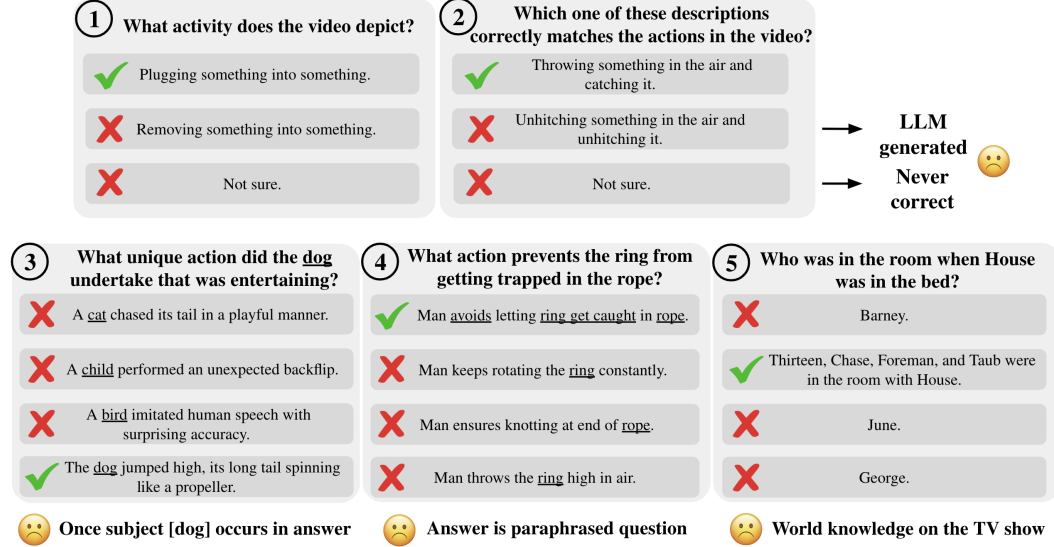 1
What activity does the video depict?
Plugging something into something.
Removing something into something.
Not sure.
2
Which one of these descriptions
correctly matches the actions in the video?
Throwing something in the air and
catching it.
Unhitching something in the air and
unhitching it.
Not sure.
LLM
generated
Never
correct
3
What unique action did the dog
undertake that was entertaining?
A cat chased its tail in a playful manner.
A child performed an unexpected backflip.
A bird imitated human speech with
surprising accuracy.
The dog jumped high, its long tail spinning
like a propeller.
Once subject [dog] occurs in answer
4
What action prevents the ring from
getting trapped in the rope?
Man avoids letting ring get caught in rope.
Man keeps rotating the ring constantly.
Man ensures knotting at end of rope.
Man throws the ring high in air.
Answer is paraphrased question
5
Who was in the room when House
was in the bed?
Barney.
Thirteen, Chase, Foreman, and Taub were
in the room with House.
June.
George.
World knowledge on the TV show